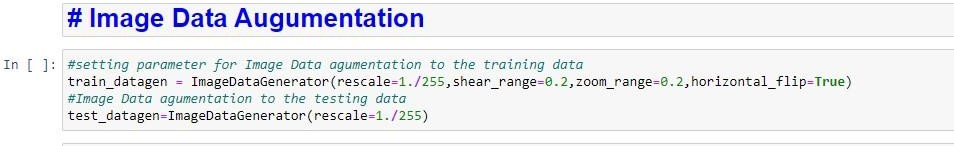 # Image Data Augumentation
In [ ]: #setting parameter for Image Data agumentation to the training data
train_datagen = ImageDataGenerator(rescale=1./255,shear_range=0.2,zoom_range=0.2,horizontal_flip=True)
#Image Data agumentation to the testing data
test_datagen=ImageDataGenerator(rescale=1./255)